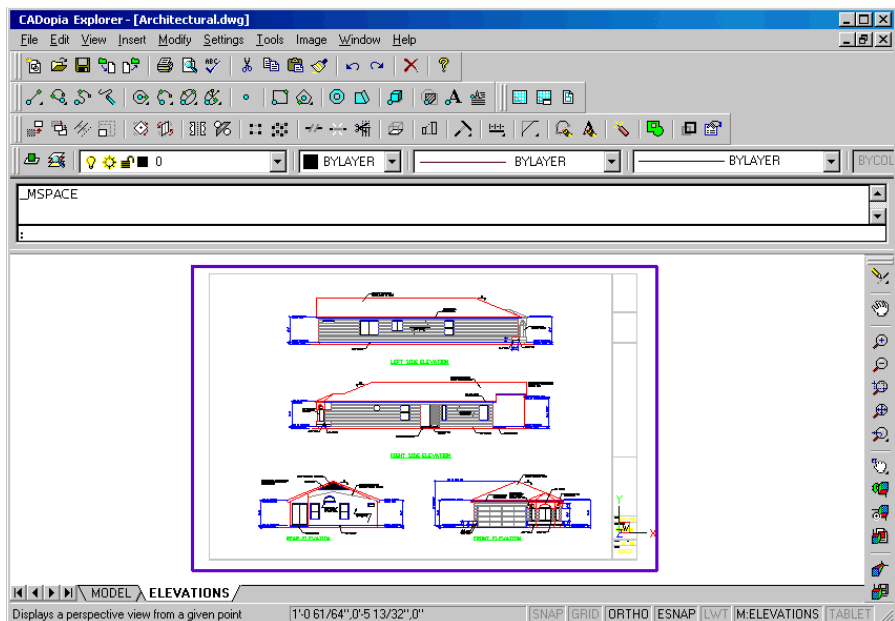 CADopia Explorer - [Architectural.dwg]
File Edit View Insert Modify Settings Tools Image Window Help
ABC
A
0 BYLAYER BYLAYER BYLAYER BYCOL
_MSPACE
:
LEFT SIDE ELEVATION
RIGHT SIDE ELEVATION
REAR ELEVATION FRONT ELEVATION
Y
W
Z X
MODEL ELEVATIONS
Displays a perspective view from a given point 1'-0 61/64",0'-5 13/32",0" SNAP GRID ORTHO ESNAP LWT M:ELEVATIONS TABLET